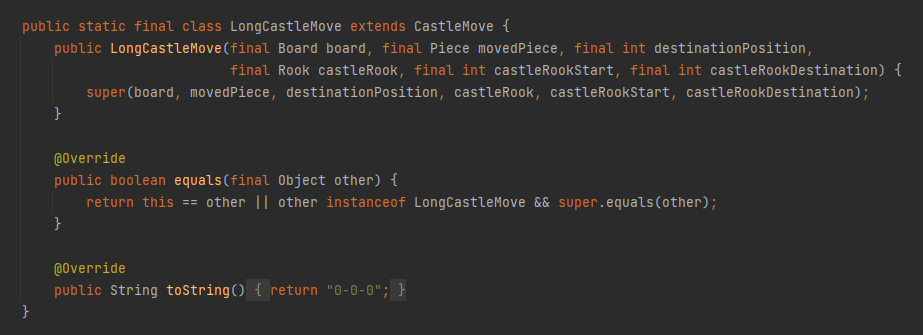 public static final class LongCastleMove extends CastleMove {
    public LongCastleMove(final Board board, final Piece movedPiece, final int destinationPosition,
                          final Rook castleRook, final int castleRookStart, final int castleRookDestination) {
        super(board, movedPiece, destinationPosition, castleRook, castleRookStart, castleRookDestination);
    }
    @Override
    public boolean equals(final Object other) {
        return this == other || other instanceof LongCastleMove && super.equals(other);
    }
    @Override
    public String toString() { return "0-0-0"; }
}